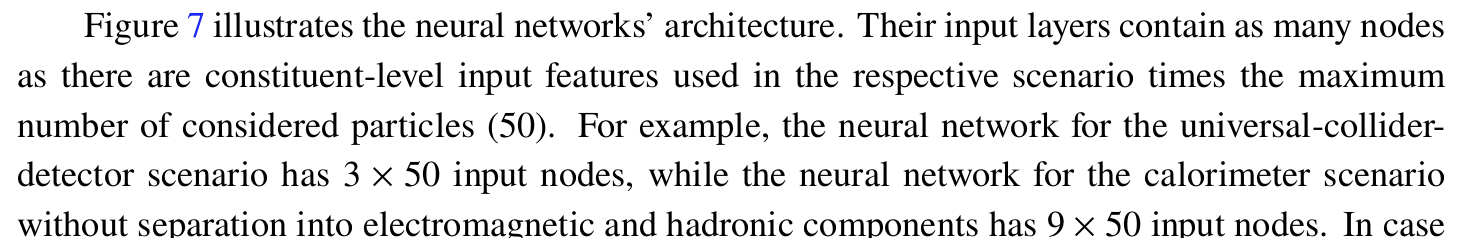 Figure 7 illustrates the neural networks’ architecture. Their input layers contain as many nodes
as there are constituent-level input features used in the respective scenario times the maximum
number of considered particles (50). For example, the neural network for the universal-collider-
detector scenario has 3 × 50 input nodes, while the neural network for the calorimeter scenario
without separation into electromagnetic and hadronic components has 9 × 50 input nodes. In case